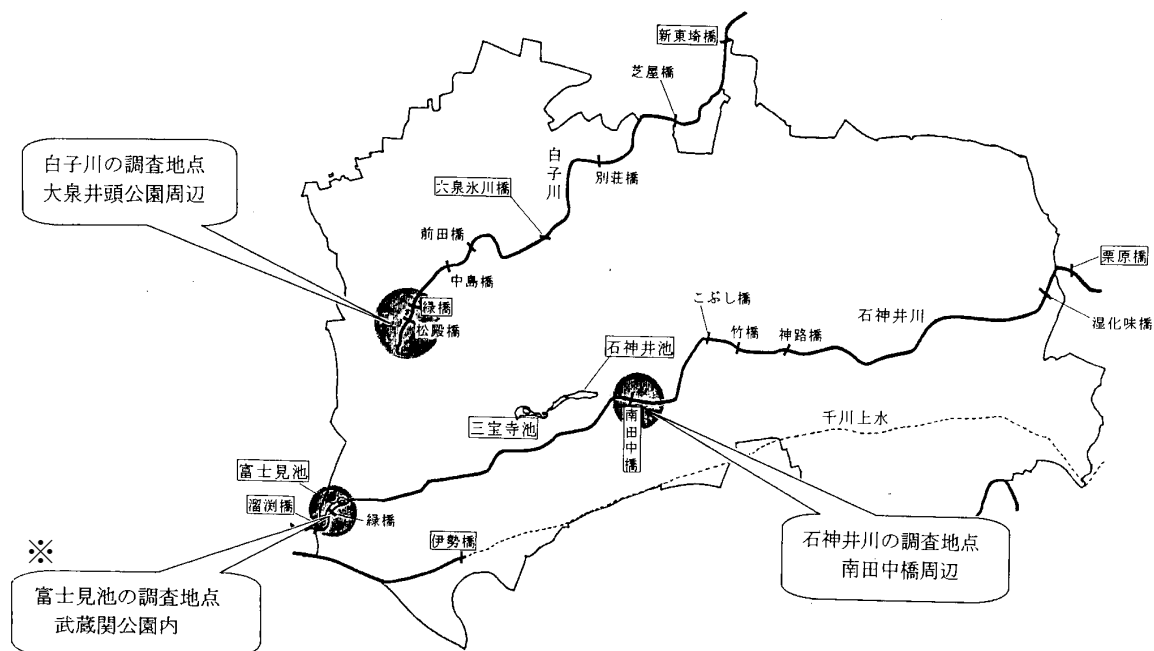 新東埼橋
芝屋橋
白子川の調査地点
大泉井頭公園周辺
白子川
別荘橋
大泉氷川橋
前田橋
中島橋
緑橋
松殿橋
栗原橋
こぶし橋
石神井川
湿化味橋
竹橋
神路橋
石神井池
三宝寺池
南田中橋
千川上水
富士見池
溜渕橋
緑橋
伊勢橋
石神井川の調査地点
南田中橋周辺
※
富士見池の調査地点
武蔵関公園内